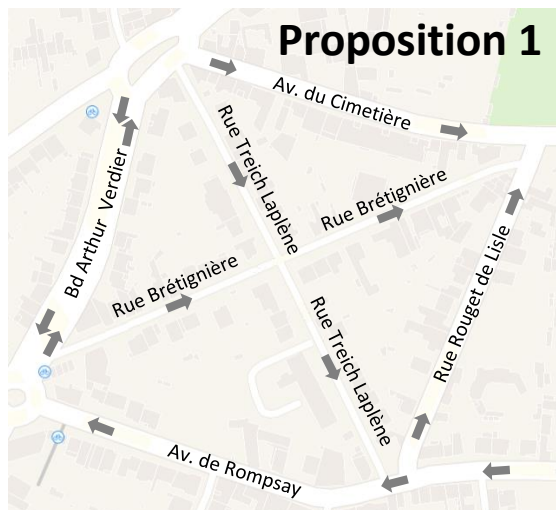 Proposition 1
Av. du Cimetière
Rue Treich Laplène
Bd Arthur Verdier
Rue Brétignière
Rue Brétignière
Rue Rouget de Lisle
Rue Treich Laplène
Av. de Rompsay